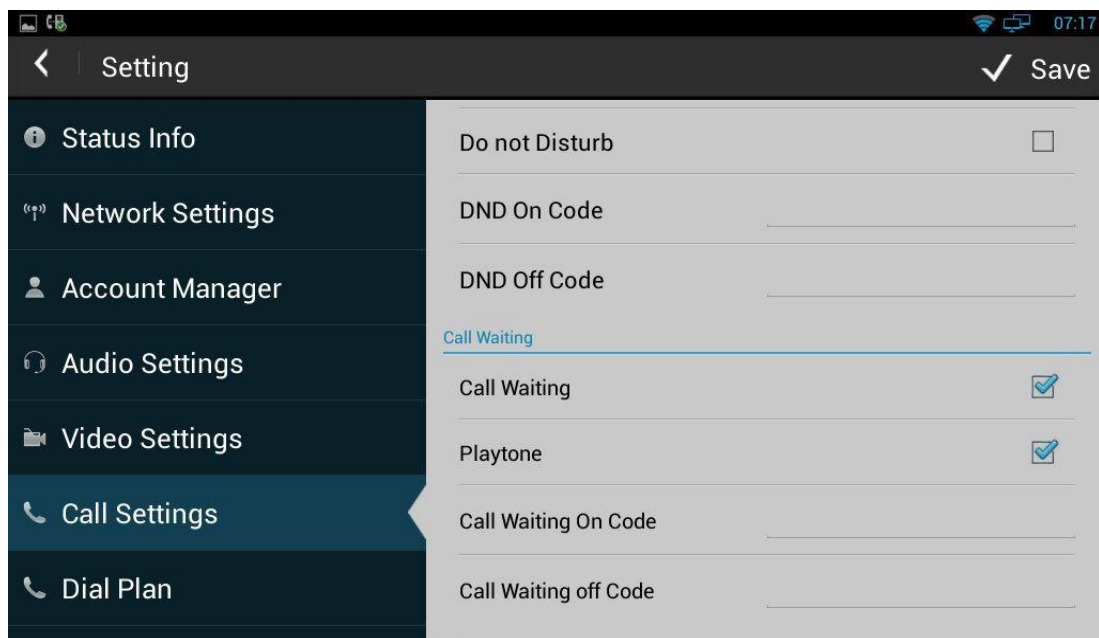 07:17
Setting
Save
Status Info
Network Settings
Account Manager
Audio Settings
Video Settings
Call Settings
Dial Plan
Do not Disturb
DND On Code
DND Off Code
Call Waiting
Call Waiting
Playtone
Call Waiting On Code
Call Waiting off Code